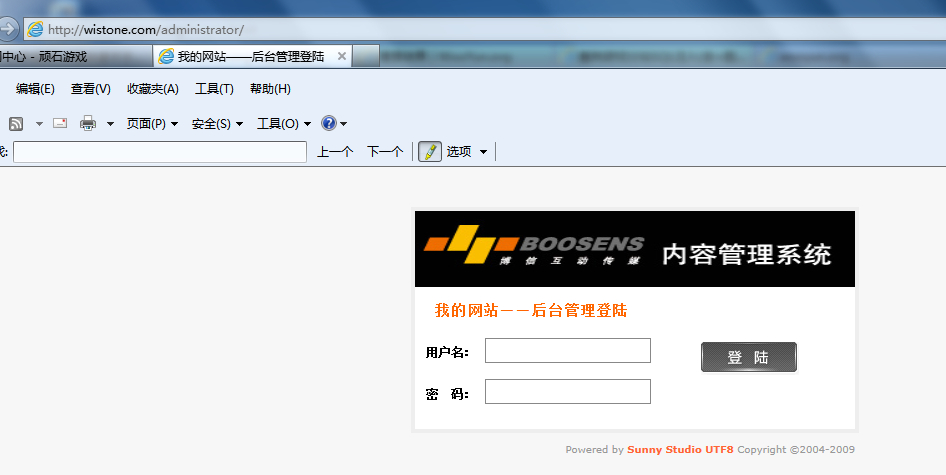 http://wistone.com/administrator/
中心 - 顽石游戏
我的网站——后台管理登陆
编辑(E) 查看(V) 收藏夹(A) 工具(T) 帮助(H)
页面(P) 安全(S) 工具(O)
上一个 下一个 选项
BOOSENS
博信互动传媒
内容管理系统
我的网站——后台管理登陆
用户名:
登 陆
密 码:
Powered by Sunny Studio UTF8 Copyright ©2004-2009